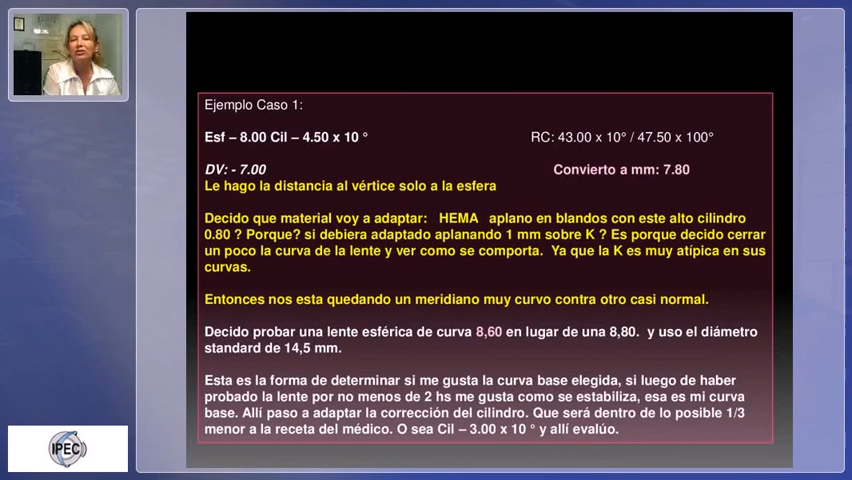 Ejemplo Caso 1:
Esf – 8.00 Cil – 4.50 x 10 ° RC: 43.00 x 10° / 47.50 x 100°
DV: - 7.00 Convierto a mm: 7.80
Le hago la distancia al vértice solo a la esfera
Decido que material voy a adaptar: HEMA aplano en blandos con este alto cilindro
0.80 ? Porque? si debiera adaptado aplanando 1 mm sobre K ? Es porque decido cerrar
un poco la curva de la lente y ver como se comporta. Ya que la K es muy atípica en sus
curvas.
Entonces nos esta quedando un meridiano muy curvo contra otro casi normal.
Decido probar una lente esférica de curva 8,60 en lugar de una 8,80. y uso el diámetro
standard de 14,5 mm.
Esta es la forma de determinar si me gusta la curva base elegida, si luego de haber
probado la lente por no menos de 2 hs me gusta como se estabiliza, esa es mi curva
base. Allí paso a adaptar la corrección del cilindro. Que será dentro de lo posible 1/3
menor a la receta del médico. O sea Cil – 3.00 x 10 ° y allí evalúo.
IPEC